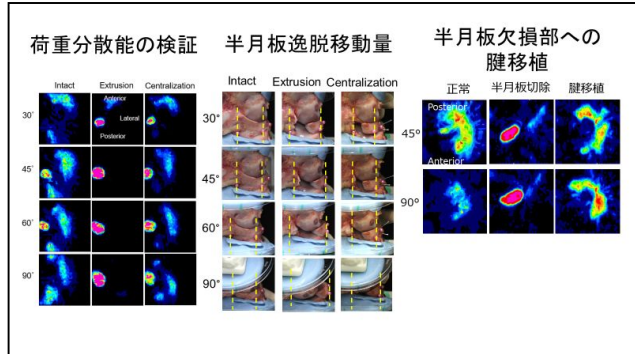 荷重分散能の検証
Intact Extrusion Centralization
30°
Anterior
Lateral
Posterior
45°
60°
90°
半月板逸脱移動量
Intact Extrusion Centralization
30°
45°
60°
90°
半月板欠損部への
腱移植
正常 半月板切除 腱移植
45°
Posterior
Anterior
90°